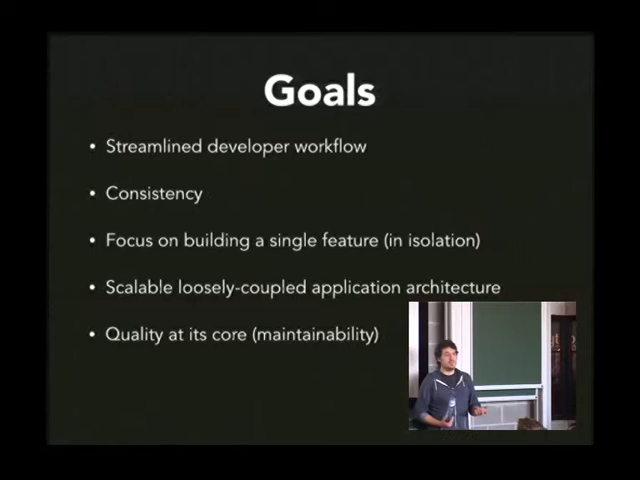 Goals
• Streamlined developer workflow
• Consistency
• Focus on building a single feature (in isolation)
• Scalable loosely-coupled application architecture
• Quality at its core (maintainability)